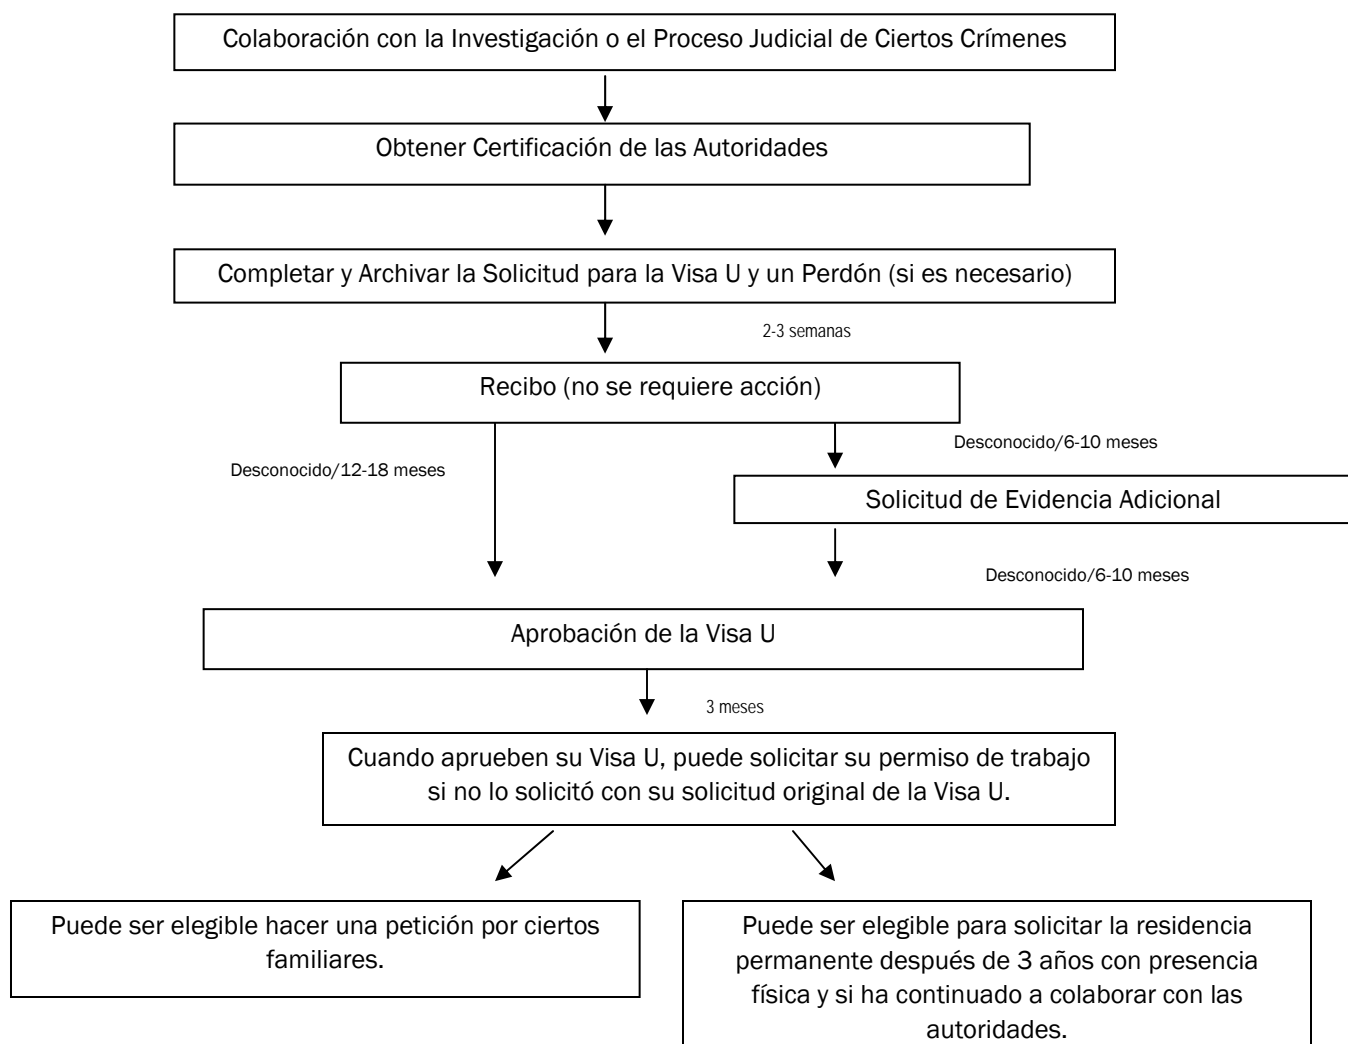 Colaboración con la Investigación o el Proceso Judicial de Ciertos Crímenes
Obtener Certificación de las Autoridades
Completar y Archivar la Solicitud para la Visa U y un Perdón (si es necesario)
2-3 semanas
Recibo (no se requiere acción)
Desconocido/6-10 meses
Desconocido/12-18 meses
Solicitud de Evidencia Adicional
Desconocido/6-10 meses
Aprobación de la Visa U
3 meses
Cuando aprueben su Visa U, puede solicitar su permiso de trabajo
si no lo solicitó con su solicitud original de la Visa U.
Puede ser elegible hacer una petición por ciertos
familiares.
Puede ser elegible para solicitar la residencia
permanente después de 3 años con presencia
física y si ha continuado a colaborar con las
autoridades.